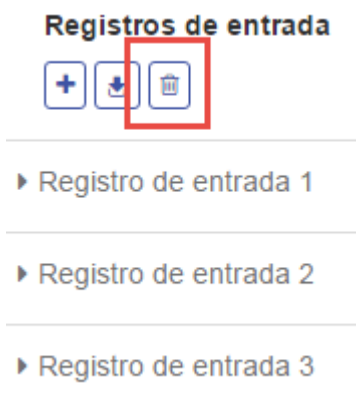 Registros de entrada
Registro de entrada 1
Registro de entrada 2
Registro de entrada 3